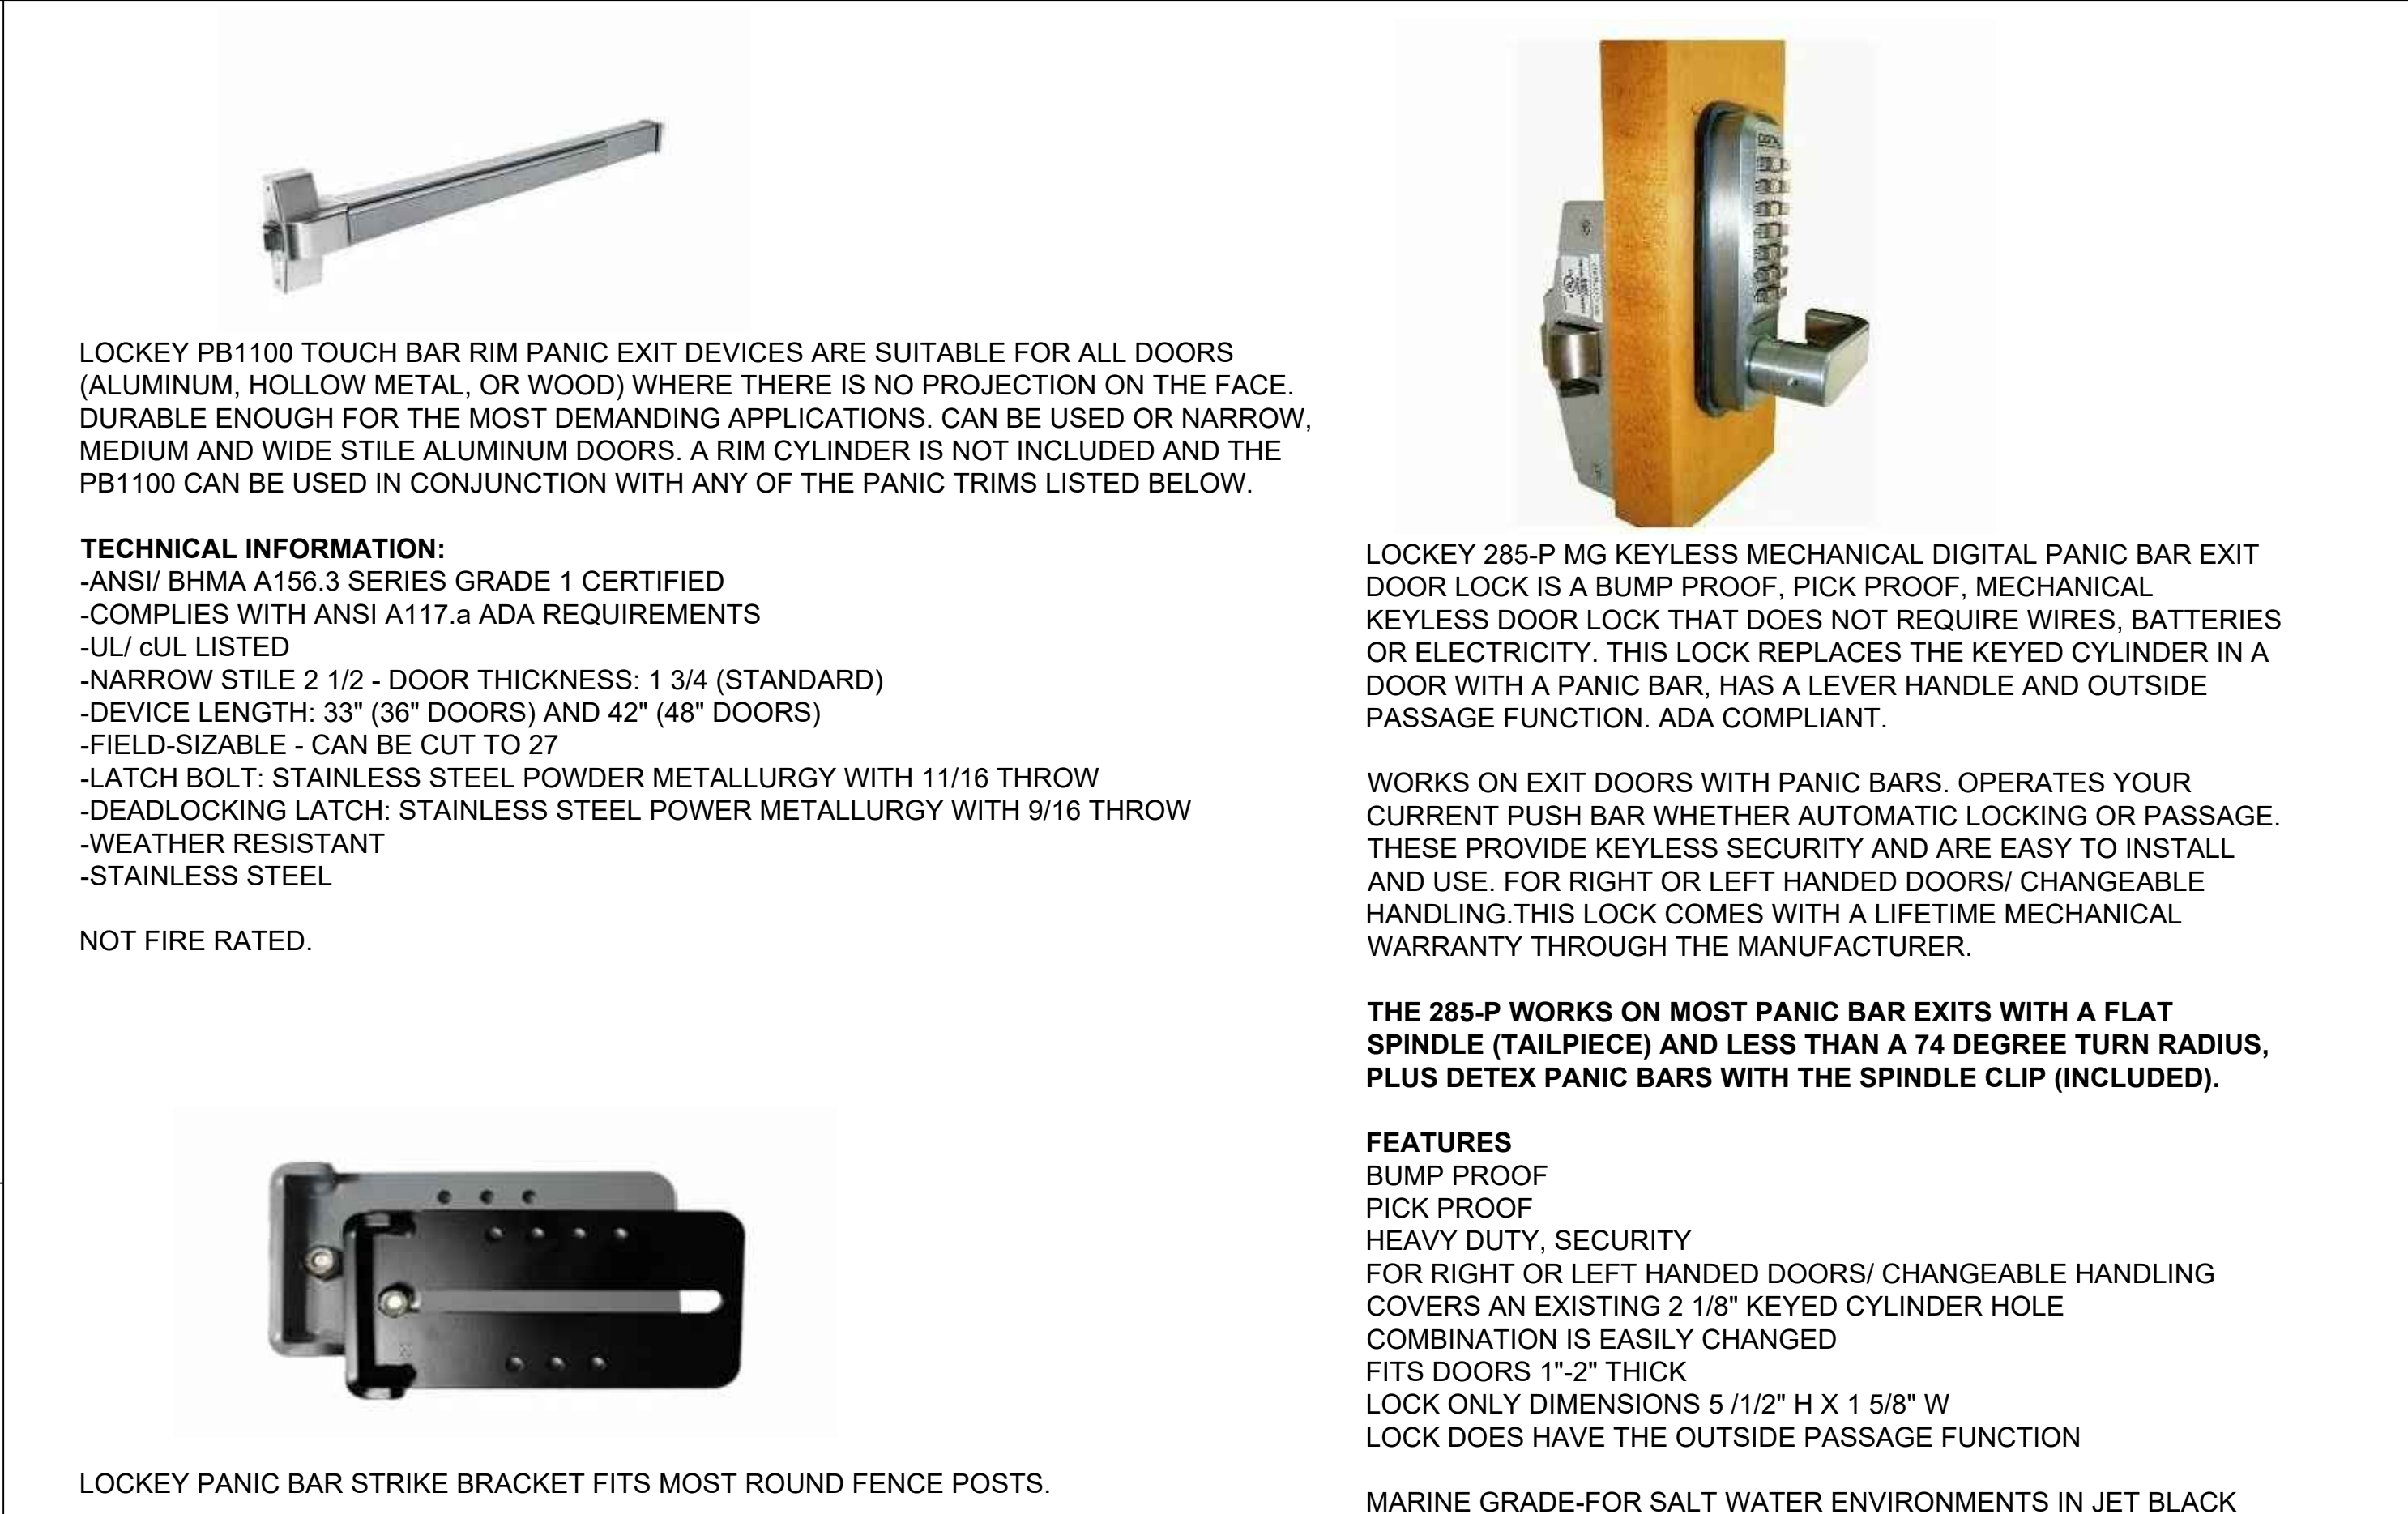 LOCKEY PB1100 TOUCH BAR RIM PANIC EXIT DEVICES ARE SUITABLE FOR ALL DOORS
(ALUMINUM, HOLLOW METAL, OR WOOD) WHERE THERE IS NO PROJECTION ON THE FACE.
DURABLE ENOUGH FOR THE MOST DEMANDING APPLICATIONS. CAN BE USED OR NARROW,
MEDIUM AND WIDE STILE ALUMINUM DOORS. A RIM CYLINDER IS NOT INCLUDED AND THE
PB1100 CAN BE USED IN CONJUNCTION WITH ANY OF THE PANIC TRIMS LISTED BELOW.
TECHNICAL INFORMATION:
-ANSI/ BHMA A156.3 SERIES GRADE 1 CERTIFIED
-COMPLIES WITH ANSI A117.a ADA REQUIREMENTS
-UL/ cUL LISTED
-NARROW STILE 2 1/2 - DOOR THICKNESS: 1 3/4 (STANDARD)
-DEVICE LENGTH: 33" (36" DOORS) AND 42" (48" DOORS)
-FIELD-SIZABLE - CAN BE CUT TO 27
-LATCH BOLT: STAINLESS STEEL POWDER METALLURGY WITH 11/16 THROW
-DEADLOCKING LATCH: STAINLESS STEEL POWER METALLURGY WITH 9/16 THROW
-WEATHER RESISTANT
-STAINLESS STEEL
NOT FIRE RATED.
LOCKEY PANIC BAR STRIKE BRACKET FITS MOST ROUND FENCE POSTS.
LOCKEY 285-P MG KEYLESS MECHANICAL DIGITAL PANIC BAR EXIT
DOOR LOCK IS A BUMP PROOF, PICK PROOF, MECHANICAL
KEYLESS DOOR LOCK THAT DOES NOT REQUIRE WIRES, BATTERIES
OR ELECTRICITY. THIS LOCK REPLACES THE KEYED CYLINDER IN A
DOOR WITH A PANIC BAR, HAS A LEVER HANDLE AND OUTSIDE
PASSAGE FUNCTION. ADA COMPLIANT.
WORKS ON EXIT DOORS WITH PANIC BARS. OPERATES YOUR
CURRENT PUSH BAR WHETHER AUTOMATIC LOCKING OR PASSAGE.
THESE PROVIDE KEYLESS SECURITY AND ARE EASY TO INSTALL
AND USE. FOR RIGHT OR LEFT HANDED DOORS/ CHANGEABLE
HANDLING.THIS LOCK COMES WITH A LIFETIME MECHANICAL
WARRANTY THROUGH THE MANUFACTURER.
THE 285-P WORKS ON MOST PANIC BAR EXITS WITH A FLAT
SPINDLE (TAILPIECE) AND LESS THAN A 74 DEGREE TURN RADIUS,
PLUS DETEX PANIC BARS WITH THE SPINDLE CLIP (INCLUDED).
FEATURES
BUMP PROOF
PICK PROOF
HEAVY DUTY, SECURITY
FOR RIGHT OR LEFT HANDED DOORS/ CHANGEABLE HANDLING
COVERS AN EXISTING 2 1/8" KEYED CYLINDER HOLE
COMBINATION IS EASILY CHANGED
FITS DOORS 1"-2" THICK
LOCK ONLY DIMENSIONS 5 /1/2" H X 1 5/8" W
LOCK DOES HAVE THE OUTSIDE PASSAGE FUNCTION
MARINE GRADE-FOR SALT WATER ENVIRONMENTS IN JET BLACK